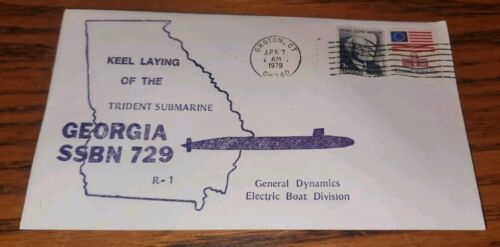 KEEL LAYING
OF THE
TRIDENT SUBMARINE
GEORGIA
SSBN 729
R-1
General Dynamics
Electric Boat Division
GROTON, CT
APR 7
AM
1979
06340